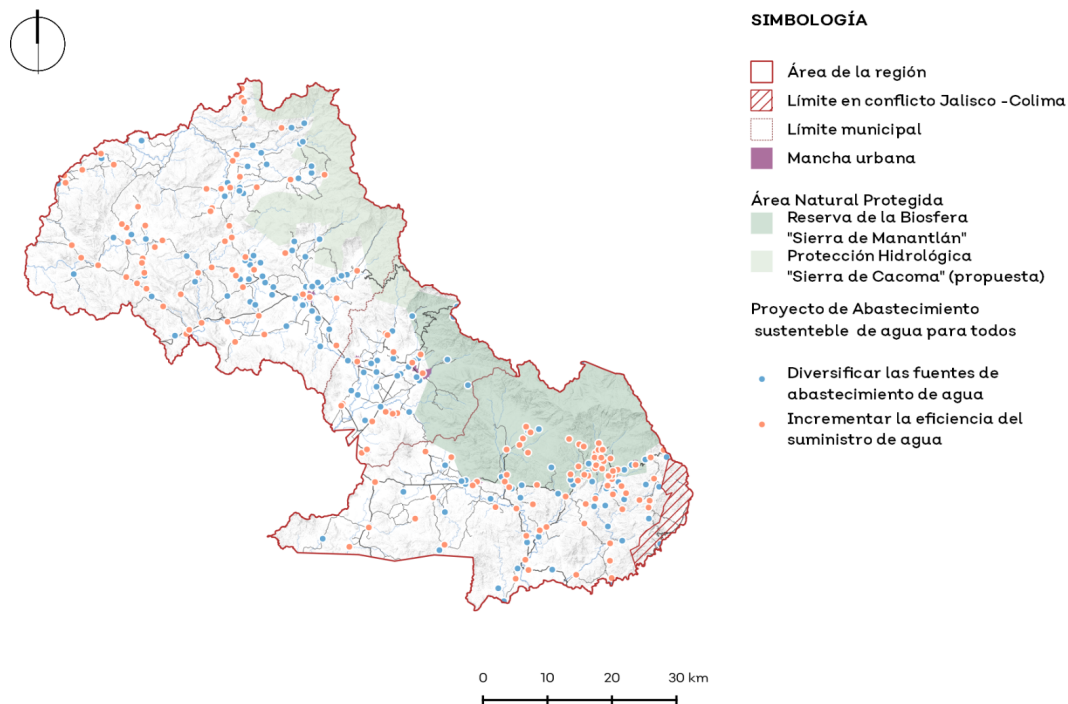 SIMBOLOGÍA
Área de la región
Límite en conflicto Jalisco -Colima
Límite municipal
Mancha urbana
Área Natural Protegida
Reserva de la Biosfera
"Sierra de Manantlán"
Protección Hidrológica
"Sierra de Cacoma" (propuesta)
Proyecto de Abastecimiento
sustenteble de agua para todos
Diversificar las fuentes de
abastecimiento de agua
Incrementar la eficiencia del
suministro de agua
0 10 20 30 km